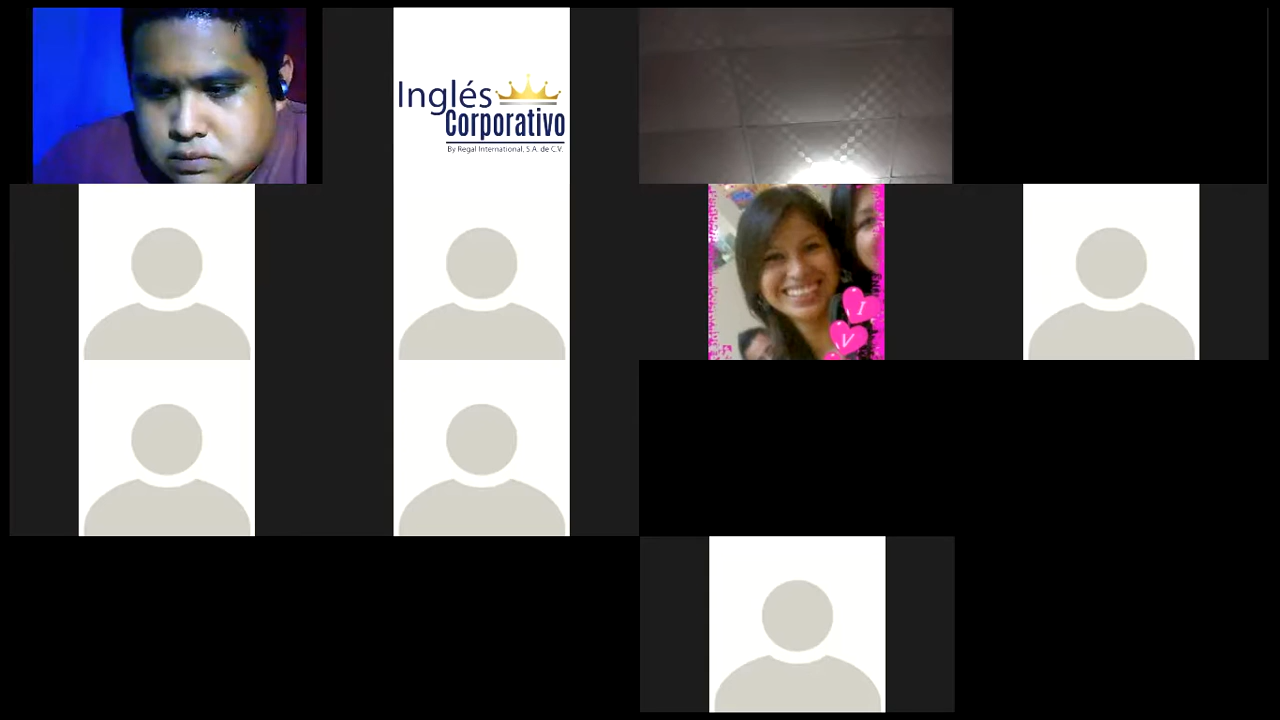 Inglés
Corporativo
By Regal International, S.A. de C.V.
I
V